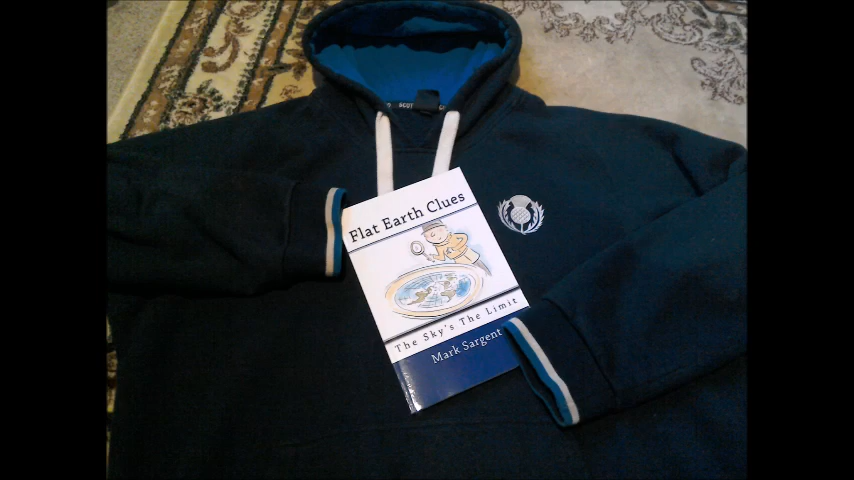 Flat Earth Clues
The Sky's The Limit
Mark Sargent